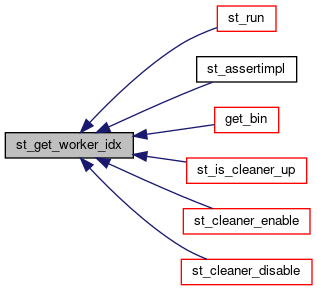 st_run
st_assertimpl
get_bin
st_get_worker_idx
st_is_cleaner_up
st_cleaner_enable
st_cleaner_disable